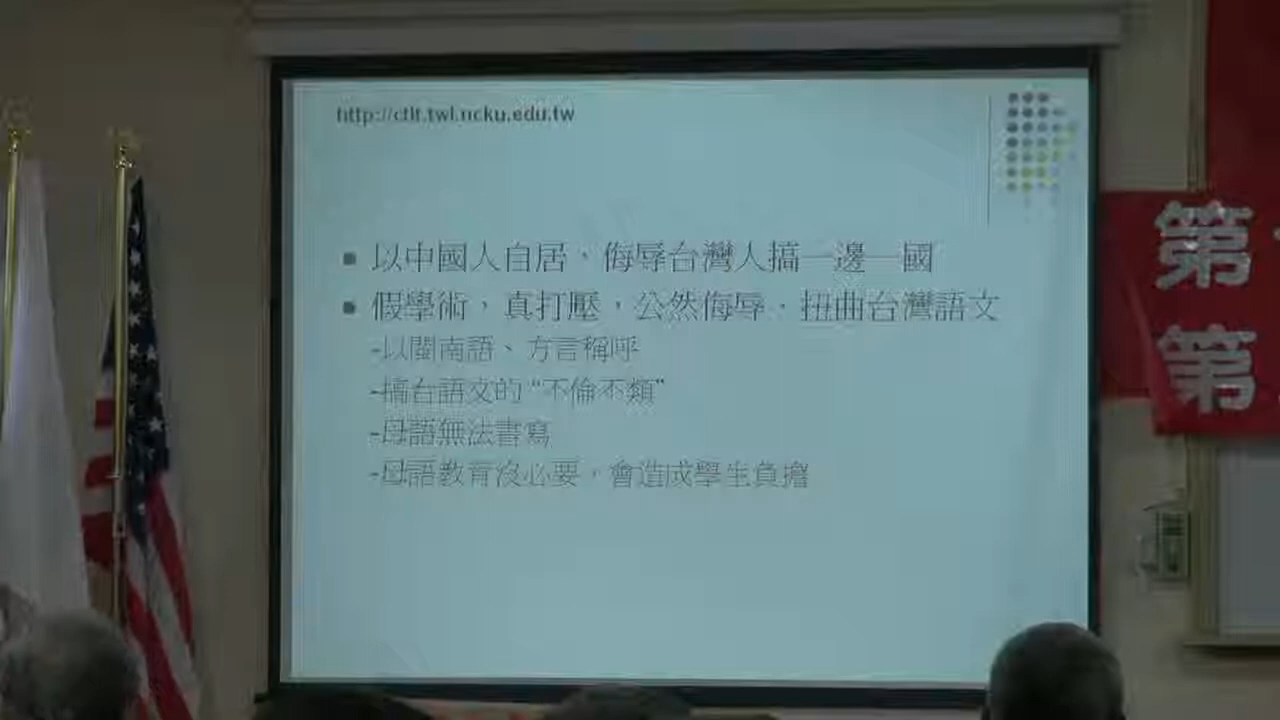 http://ctlt.twl.ncku.edu.tw
以中國人自居，侮辱台灣人搞一邊一國
假學術，真打壓，公然侮辱、扭曲台灣語文
-以閩南語、方言稱呼
-搞台語文的“不倫不類”
-母語無法書寫
-母語教育沒必要，會造成學生負擔
第
第